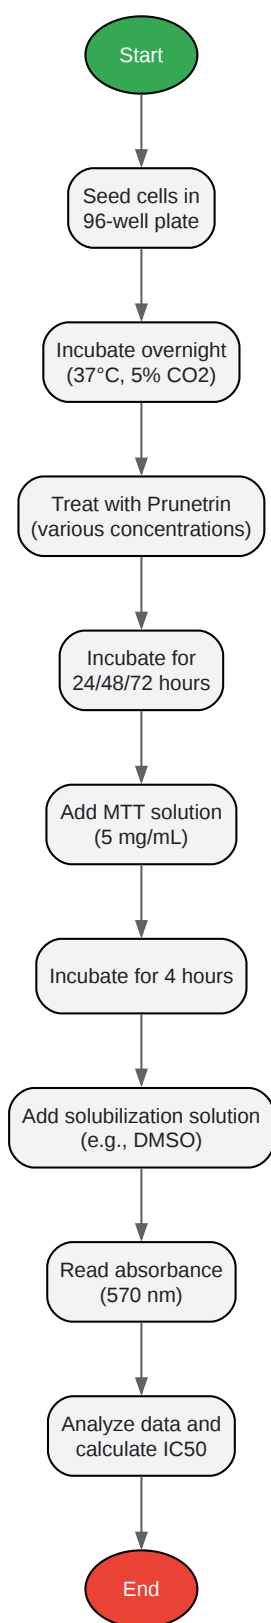 Start
Seed cells in
96-well plate
Incubate overnight
(37°C, 5% CO2)
Treat with Prunetrin
(various concentrations)
Incubate for
24/48/72 hours
Add MTT solution
(5 mg/mL)
Incubate for 4 hours
Add solubilization solution
(e.g., DMSO)
Read absorbance
(570 nm)
Analyze data and
calculate IC50
End